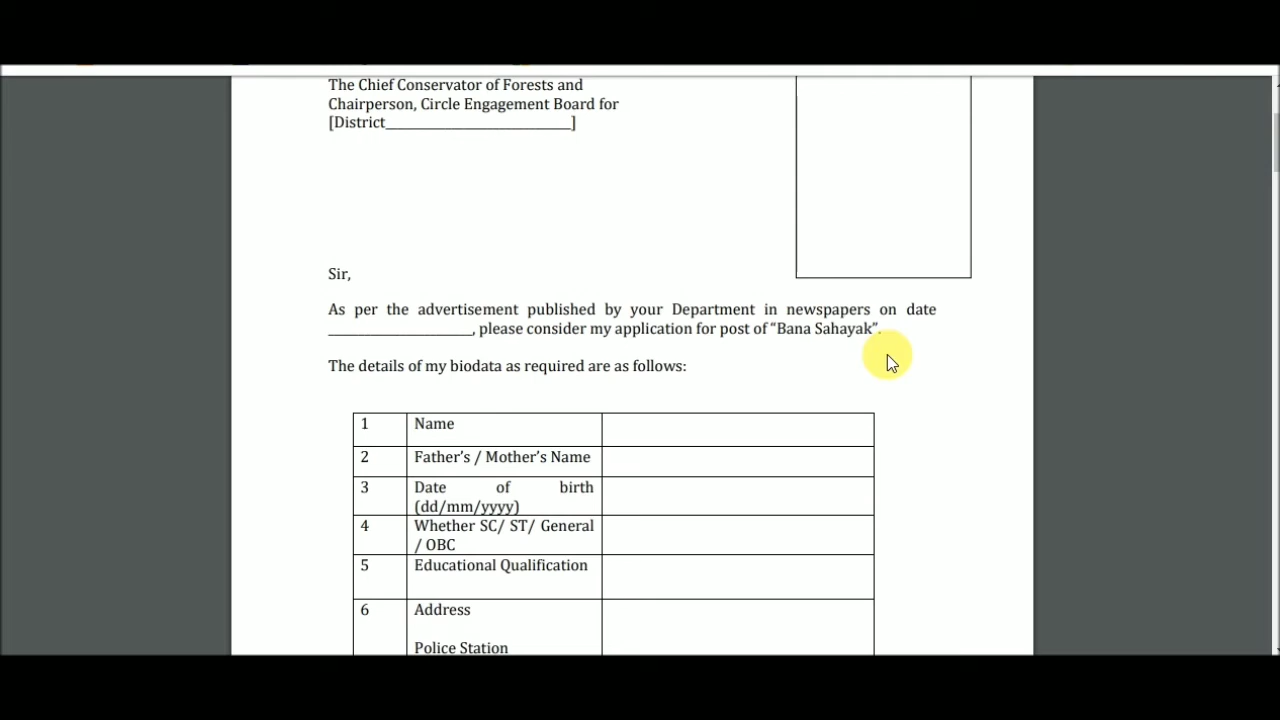 The Chief Conservator of Forests and
Chairperson, Circle Engagement Board for
[District_________________________]
Sir,
As per the advertisement published by your Department in newspapers on date
____________________, please consider my application for post of “Bana Sahayak”.
The details of my biodata as required are as follows:
1 Name
2 Father’s / Mother’s Name
3 Date of birth
(dd/mm/yyyy)
4 Whether SC/ ST/ General
/ OBC
5 Educational Qualification
6 Address
Police Station